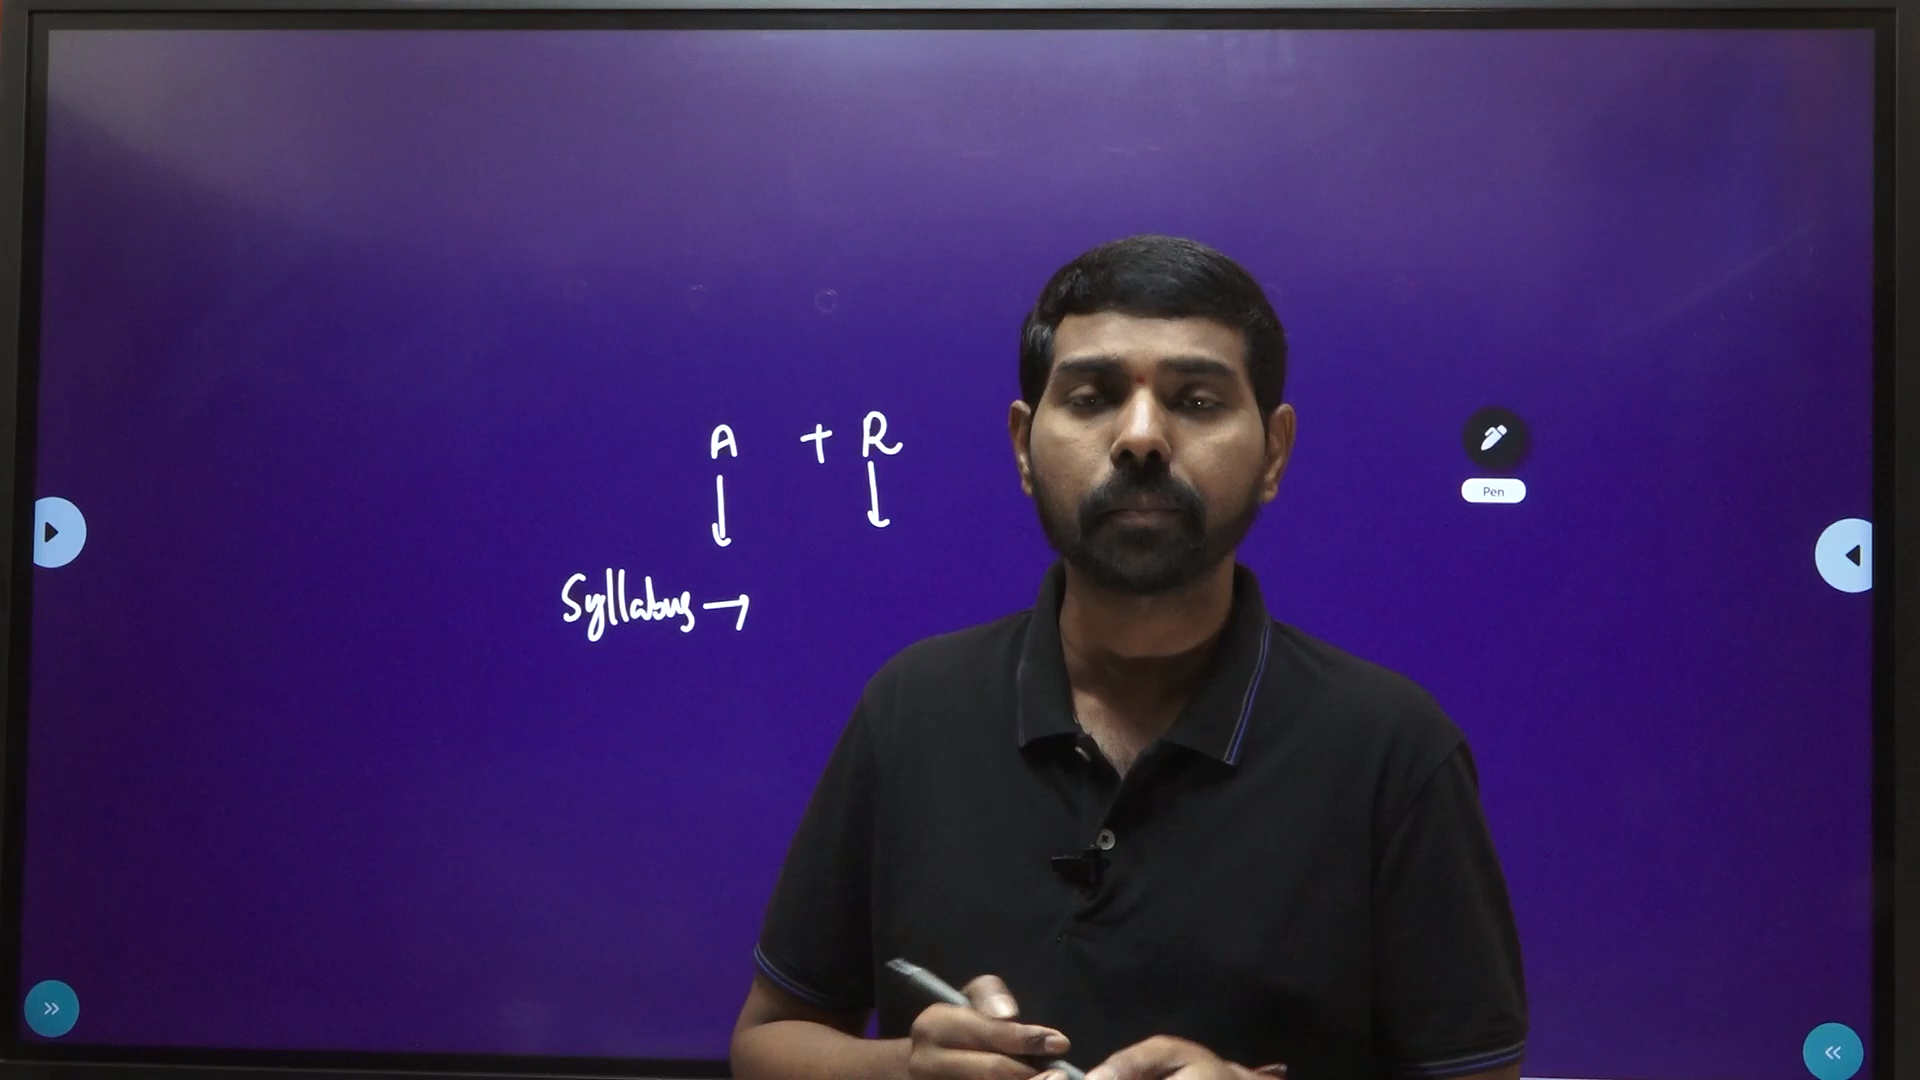 A + R
↓ ↓
Syllabus →
Pen